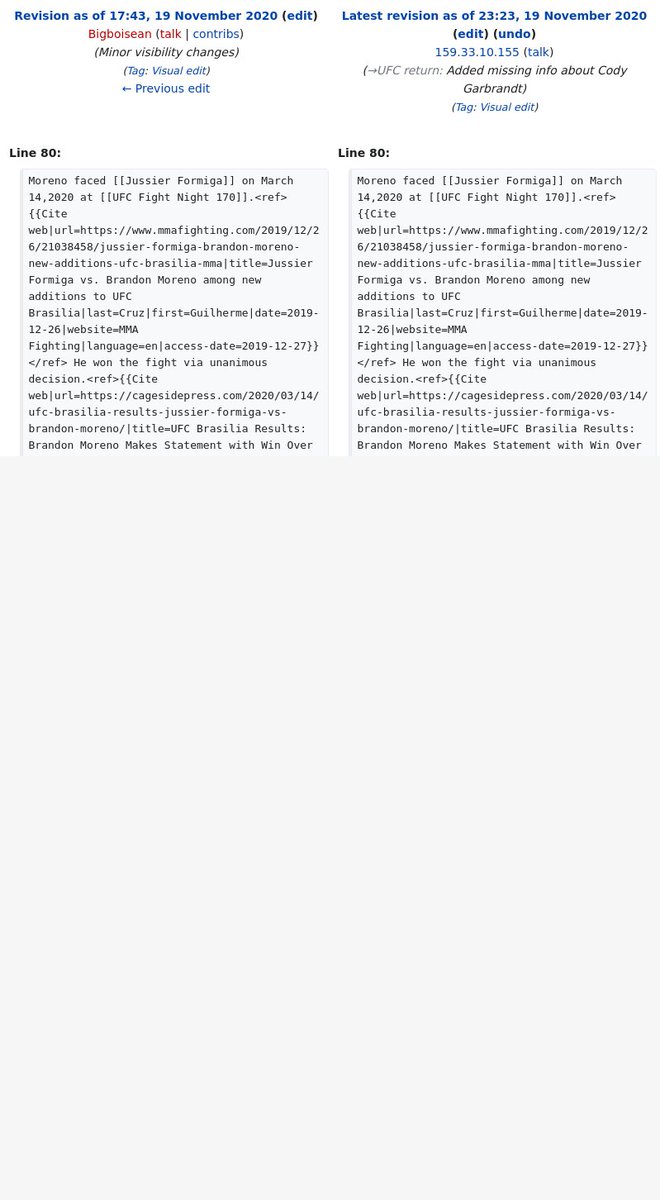 Revision as of 17:43, 19 November 2020 (edit)
Bigboisean (talk | contribs)
(Minor visibility changes)
(Tag: Visual edit)
← Previous edit
Latest revision as of 23:23, 19 November 2020
(edit) (undo)
159.33.10.155 (talk)
(→UFC return: Added missing info about Cody
Garbrandt)
(Tag: Visual edit)
Line 80:
Moreno faced [[Jussier Formiga]] on March
14,2020 at [[UFC Fight Night 170]].<ref>
{{Cite
web|url=https://www.mmafighting.com/2019/12/2
6/21038458/jussier-formiga-brandon-moreno-
new-additions-ufc-brasilia-mma|title=Jussier
Formiga vs. Brandon Moreno among new
additions to UFC
Brasilia|last=Cruz|first=Guilherme|date=2019-
12-26|website=MMA
Fighting|language=en|access-date=2019-12-27}}
</ref> He won the fight via unanimous
decision.<ref>{{Cite
web|url=https://cagesidepress.com/2020/03/14/
ufc-brasilia-results-jussier-formiga-vs-
brandon-moreno/|title=UFC Brasilia Results:
Brandon Moreno Makes Statement with Win Over
Line 80:
Moreno faced [[Jussier Formiga]] on March
14,2020 at [[UFC Fight Night 170]].<ref>
{{Cite
web|url=https://www.mmafighting.com/2019/12/2
6/21038458/jussier-formiga-brandon-moreno-
new-additions-ufc-brasilia-mma|title=Jussier
Formiga vs. Brandon Moreno among new
additions to UFC
Brasilia|last=Cruz|first=Guilherme|date=2019-
12-26|website=MMA
Fighting|language=en|access-date=2019-12-27}}
</ref> He won the fight via unanimous
decision.<ref>{{Cite
web|url=https://cagesidepress.com/2020/03/14/
ufc-brasilia-results-jussier-formiga-vs-
brandon-moreno/|title=UFC Brasilia Results:
Brandon Moreno Makes Statement with Win Over